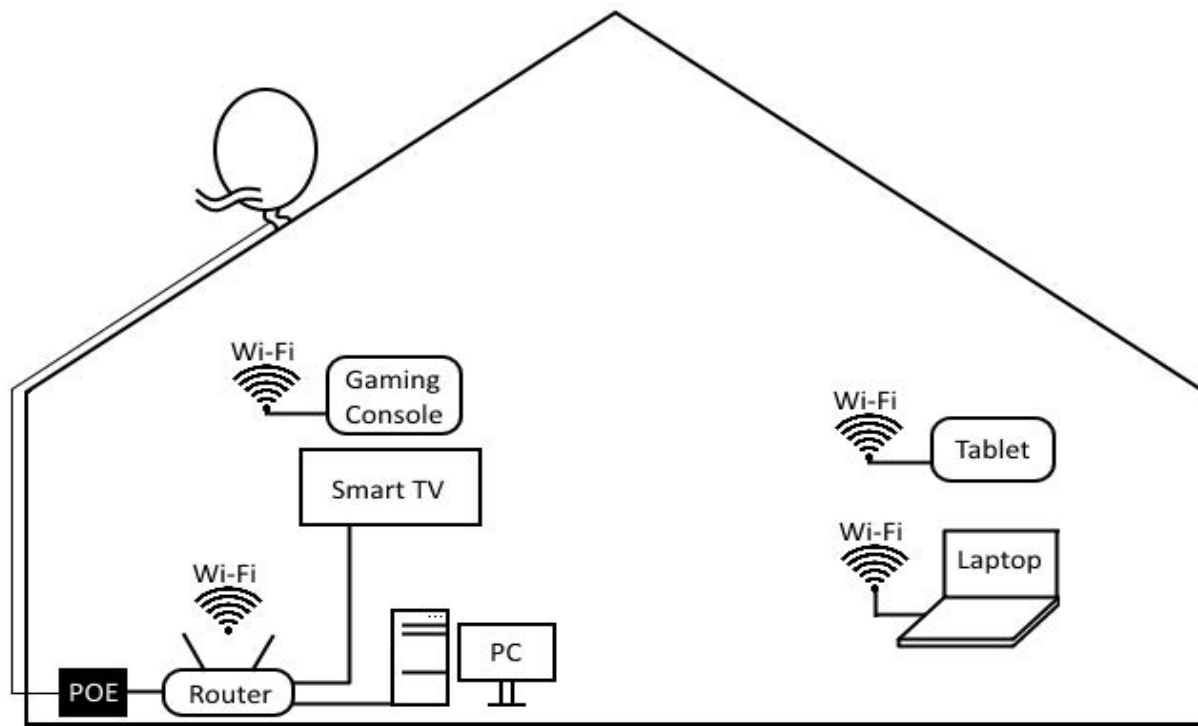 Wi-Fi
Gaming
Console
Wi-Fi
Tablet
Smart TV
Wi-Fi
Laptop
Wi-Fi
PC
POE
Router